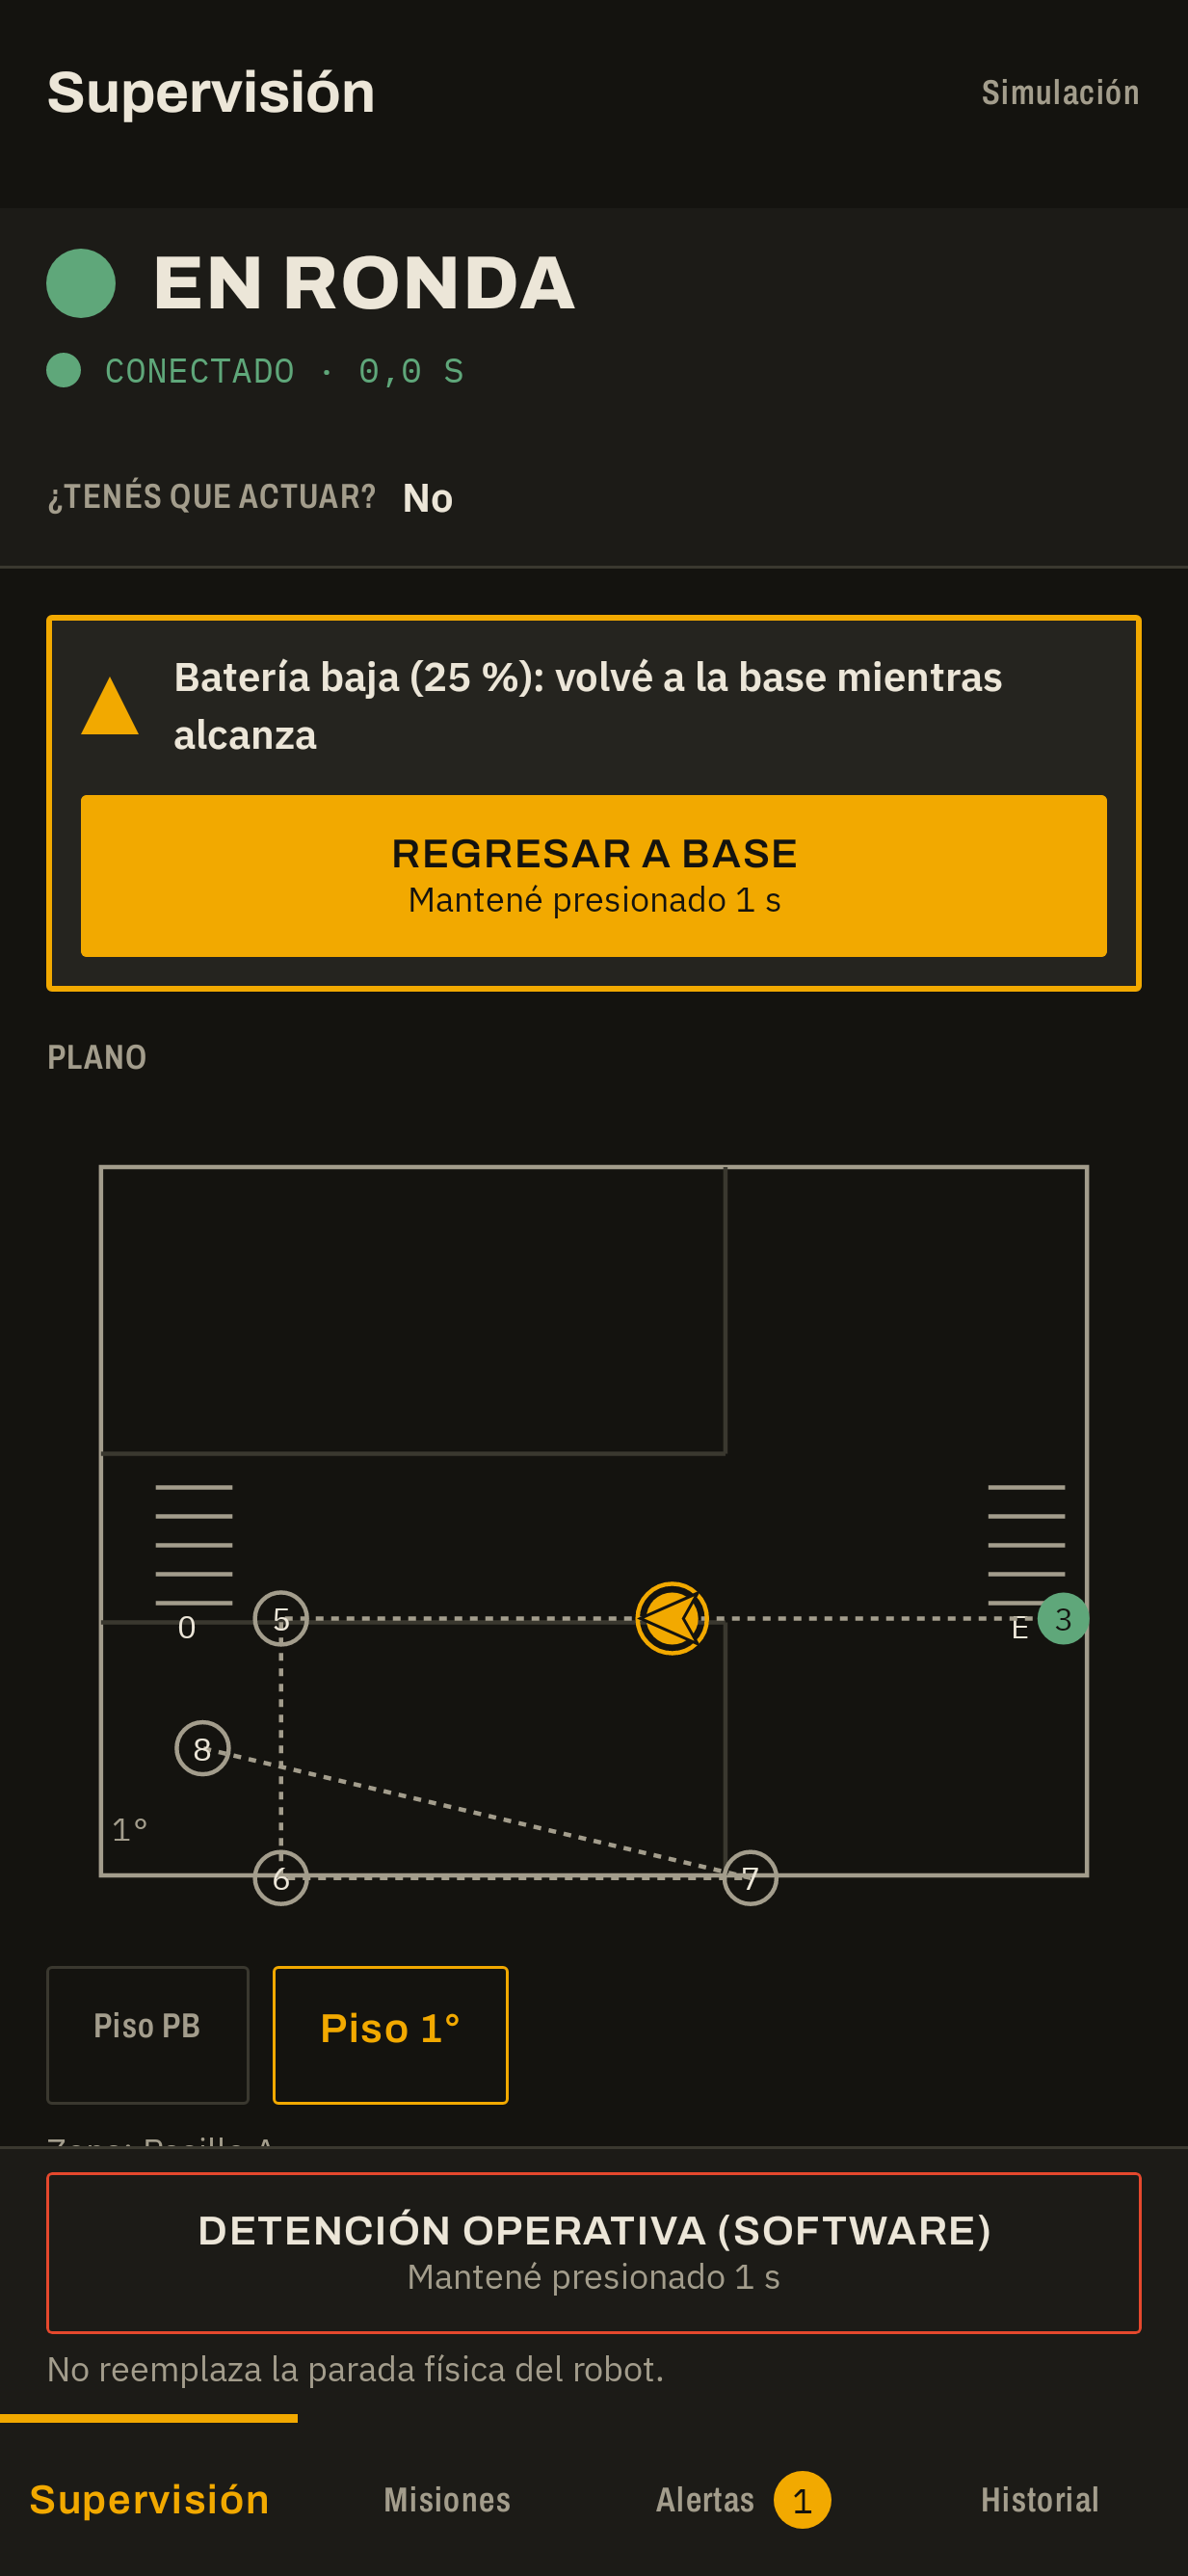 Supervisión
Simulación
EN RONDA
CONECTADO · 0,0 S
¿TENÉS QUE ACTUAR? No
Batería baja (25 %): volvé a la base mientras
alcanza
REGRESAR A BASE
Mantené presionado 1 s
PLANO
O
5
E
3
8
1°
6
7
Piso PB
Piso 1°
Zona: Pasillo A
DETENCIÓN OPERATIVA (SOFTWARE)
Mantené presionado 1 s
No reemplaza la parada física del robot.
Supervisión
Misiones
Alertas 1
Historial